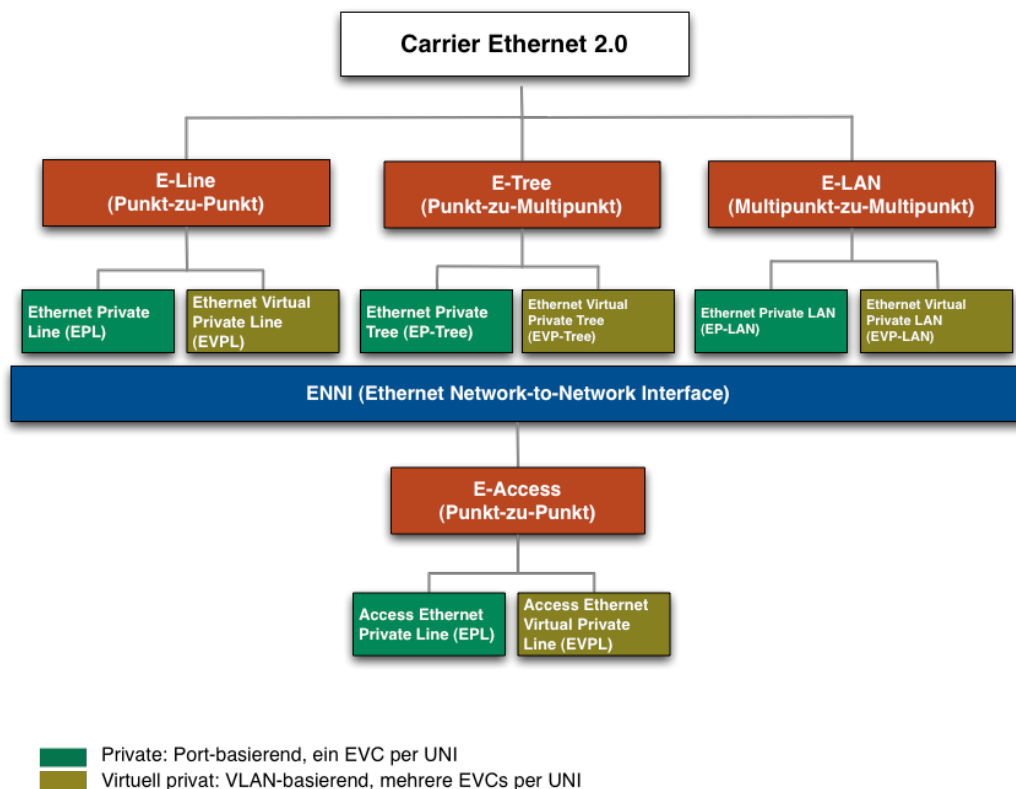 Carrier Ethernet 2.0
E-Line
(Punkt-zu-Punkt)
E-Tree
(Punkt-zu-Multipunkt)
E-LAN
(Multipunkt-zu-Multipunkt)
Ethernet Private
Line (EPL)
Ethernet Virtual
Private Line
(EVPL)
Ethernet Private
Tree (EP-Tree)
Ethernet Virtual
Private Tree
(EVP-Tree)
Ethernet Private LAN
(EP-LAN)
Ethernet Virtual
Private LAN
(EVP-LAN)
ENNI (Ethernet Network-to-Network Interface)
E-Access
(Punkt-zu-Punkt)
Access Ethernet
Private Line (EPL)
Access Ethernet
Virtual Private
Line (EVPL)
Private: Port-basierend, ein EVC per UNI
Virtuell privat: VLAN-basierend, mehrere EVCs per UNI